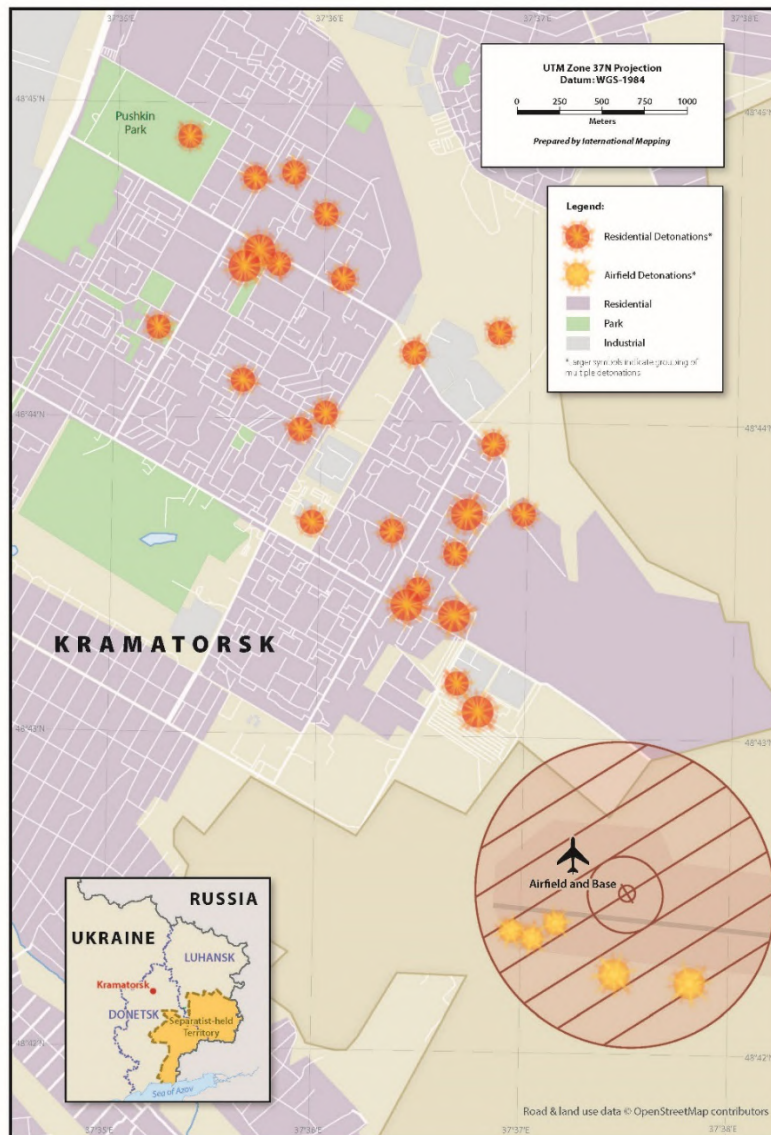 37°35'E
37°36'E
37°37'E
37°38'E
UTM Zone 37N Projection
Datum: WGS-1984
0 250 500 750 1000
Meters
Prepared by International Mapping
48°45'N
48°45'N
Pushkin
Park
Legend:
Residential Detonations*
Airfield Detonations*
Residential
Park
Industrial
*Larger symbols indicate grouping of
multiple detonations
48°44'N
48°44'N
KRAMATORSK
48°43'N
48°43'N
Airfield and Base
RUSSIA
UKRAINE
LUHANSK
Kramatorsk
DONETSK
Separatist-held
Territory
Sea of Azov
48°42'N
48°42'N
Road & land use data © OpenStreetMap contributors
37°35'E
37°36'E
37°37'E
37°38'E